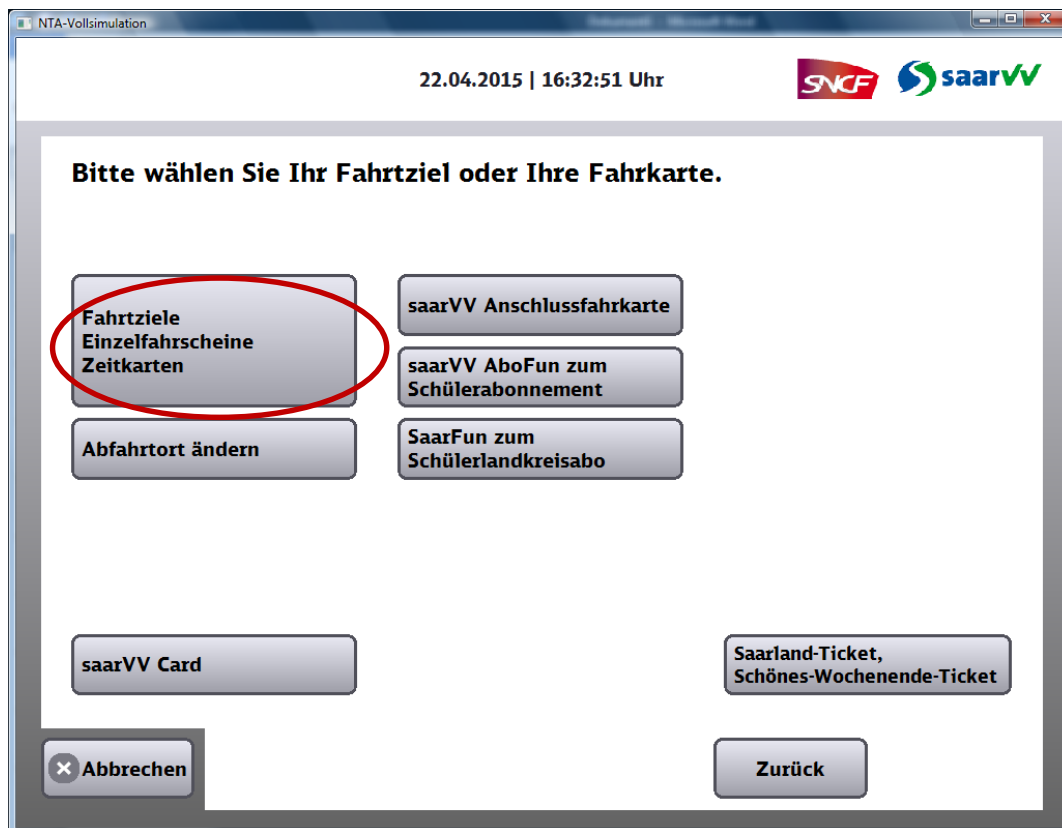 NTA-Vollsimulation
22.04.2015 | 16:32:51 Uhr
SNCF
saarVV
Bitte wählen Sie Ihr Fahrtziel oder Ihre Fahrkarte.
Fahrtziele
Einzelfahrscheine
Zeitkarten
saarVV Anschlussfahrkarte
saarVV AboFun zum
Schülerabonnement
Abfahrtort ändern
SaarFun zum
Schülerlandkreisabo
saarVV Card
Saarland-Ticket,
Schönes-Wochenende-Ticket
Abbrechen
Zurück